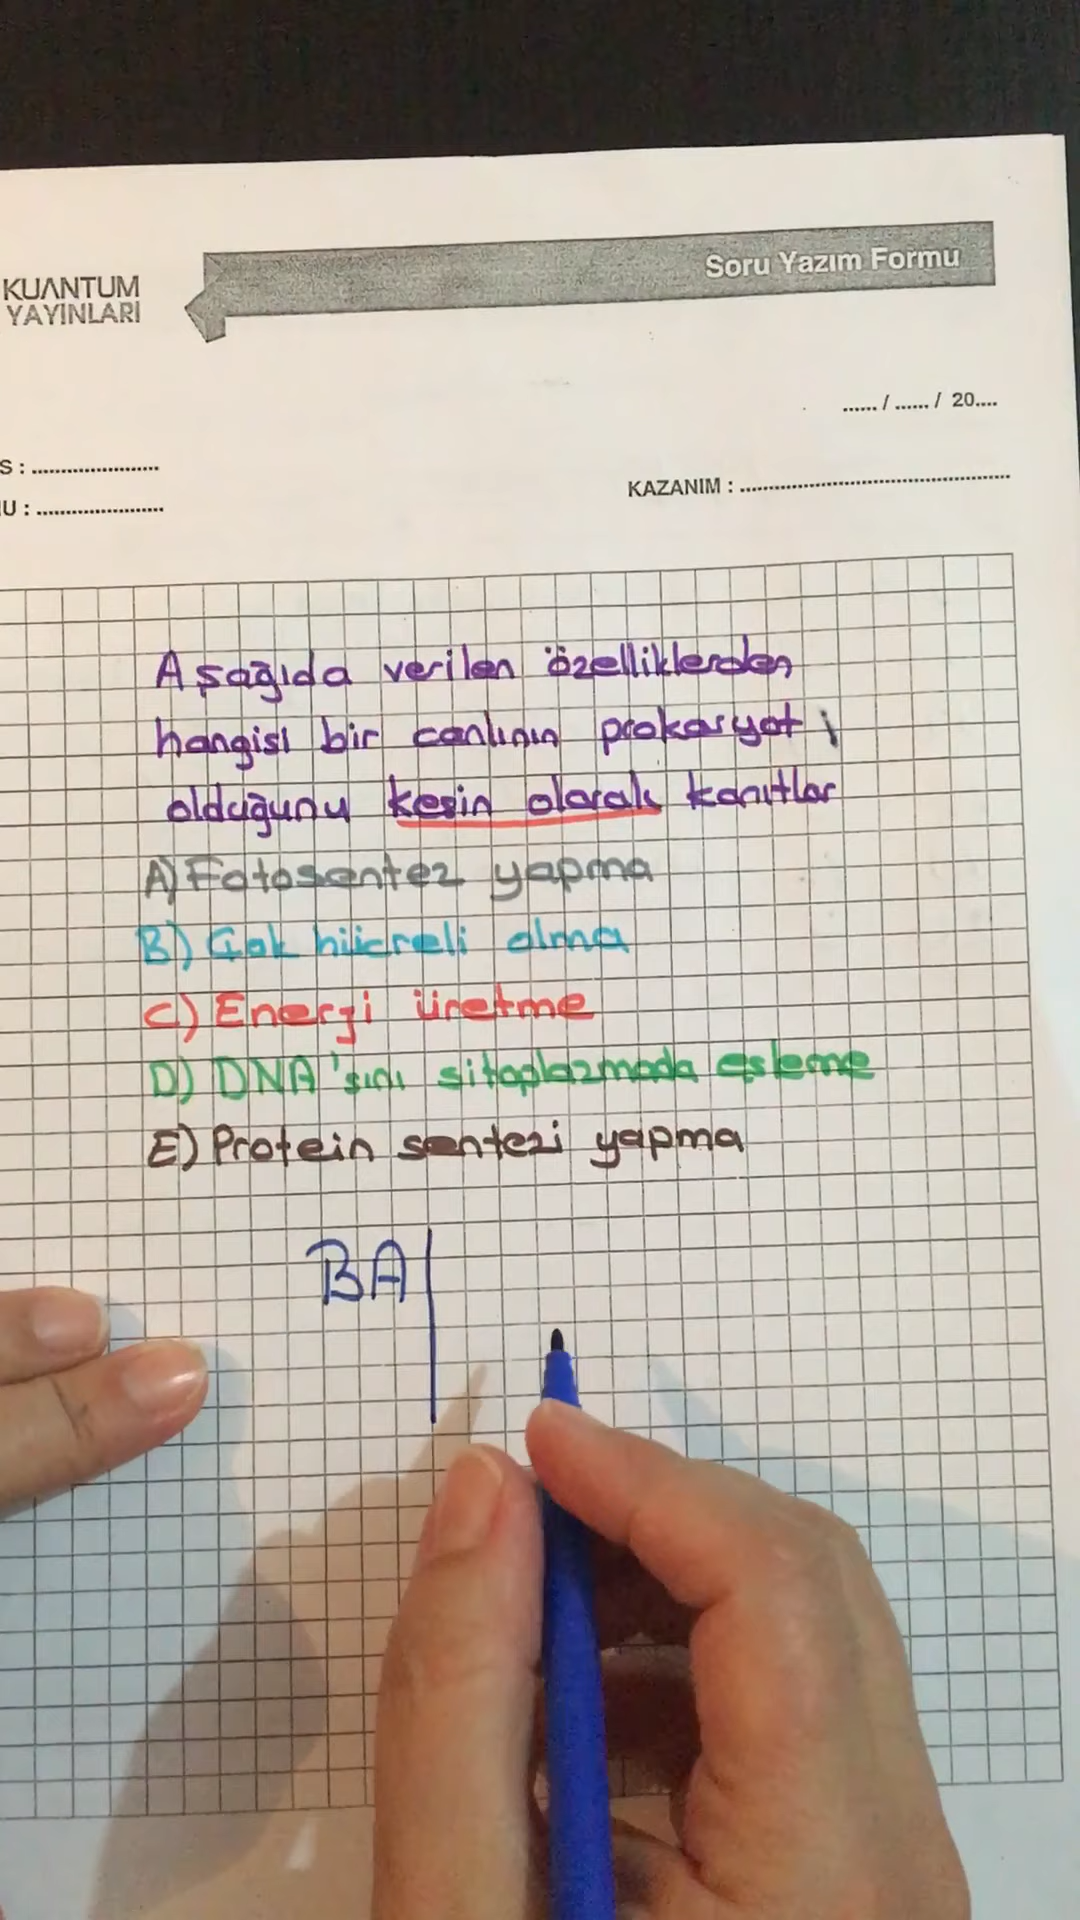 KUANTUM
YAYINLARI
Soru Yazım Formu
...... / ...... / 20....
S : ......................
U : ......................
KAZANIM : ..............................................
Aşağıda verilen özelliklerden
hangisi bir canlının prokaryot
olduğunu kesin olarak kanıtlar
A) Fotosentez yapma
B) Çok hücreli olma
C) Enerji üretme
D) DNA'sını sitoplazmada eşleme
E) Protein sentezi yapma
BA